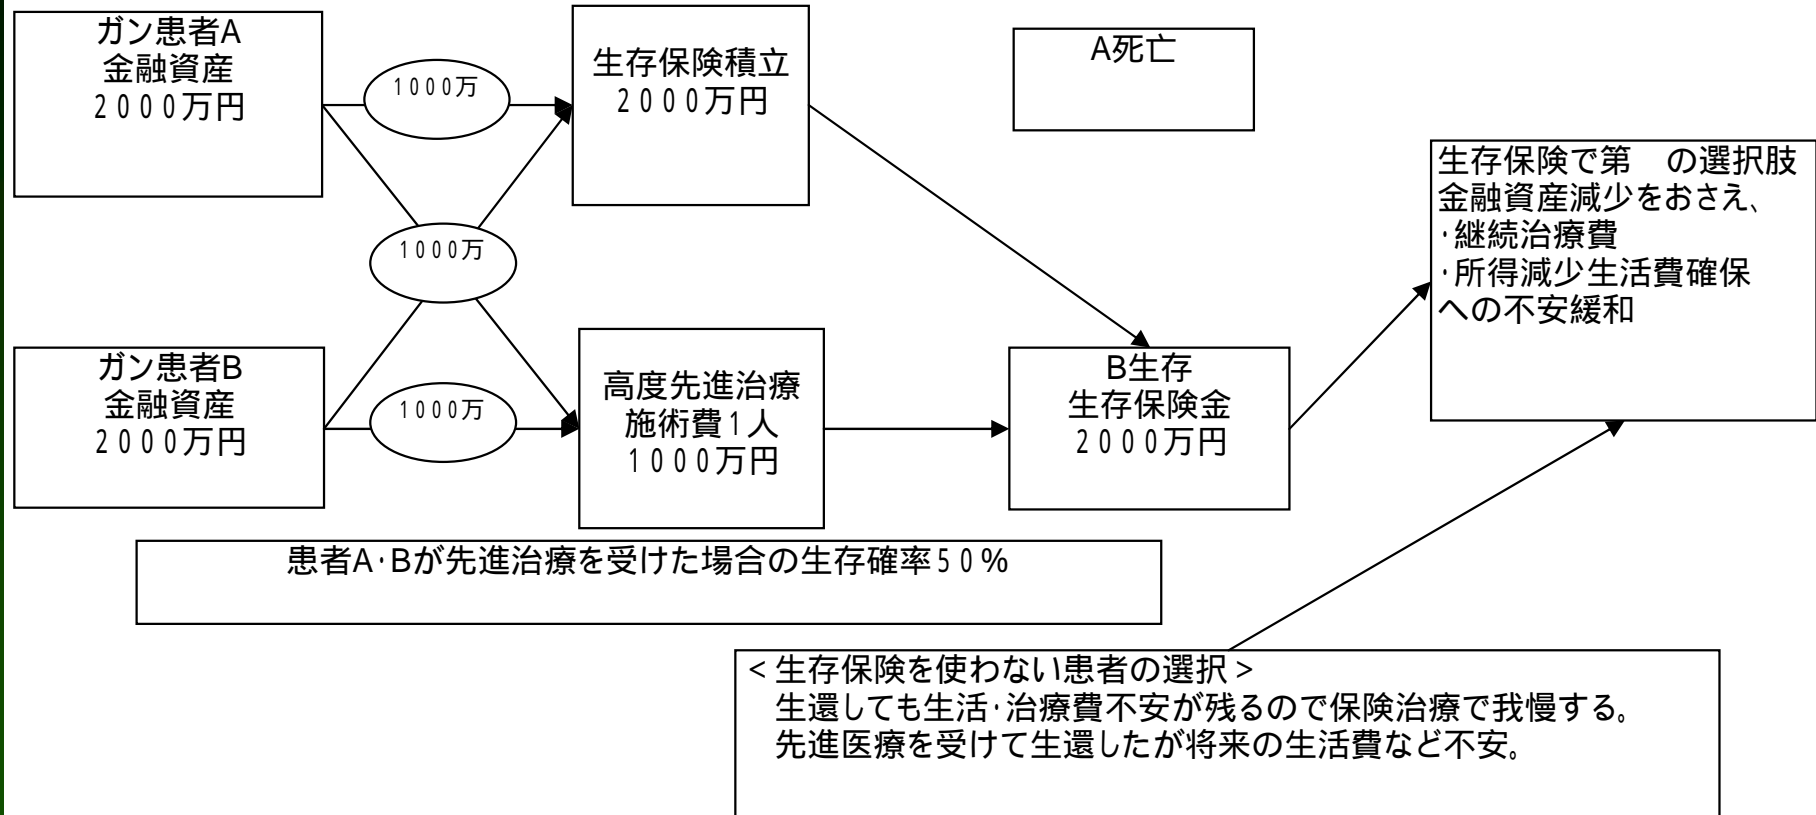 ガン患者A
金融資産
2000万円
1000万
生存保険積立
2000万円
A死亡
生存保険で第　の選択肢
金融資産減少をおさえ、
・継続治療費
・所得減少生活費確保
への不安緩和
1000万
ガン患者B
金融資産
2000万円
1000万
高度先進治療
施術費1人
1000万円
B生存
生存保険金
2000万円
患者A・Bが先進治療を受けた場合の生存確率50%
<生存保険を使わない患者の選択>
生還しても生活・治療費不安が残るので保険治療で我慢する。
先進医療を受けて生還したが将来の生活費など不安。